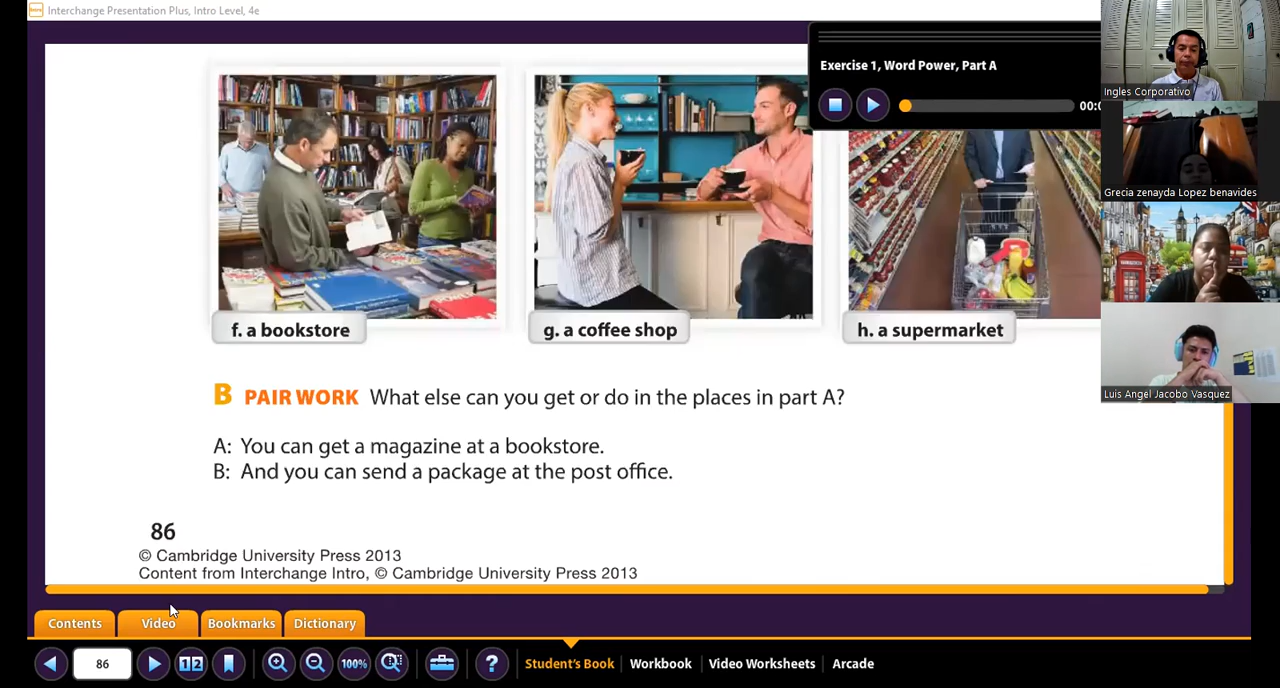 Interchange Presentation Plus, Intro Level, 4e
Exercise 1, Word Power, Part A
00:0
Ingles Corporativo
Grecia zenayda Lopez benavides
Luis Angel Jacobo Vasquez
f. a bookstore
g. a coffee shop
h. a supermarket
B PAIR WORK What else can you get or do in the places in part A?
A: You can get a magazine at a bookstore.
B: And you can send a package at the post office.
86
© Cambridge University Press 2013
Content from Interchange Intro, © Cambridge University Press 2013
Contents Video Bookmarks Dictionary
86 1 2 100% ? Student's Book Workbook Video Worksheets Arcade